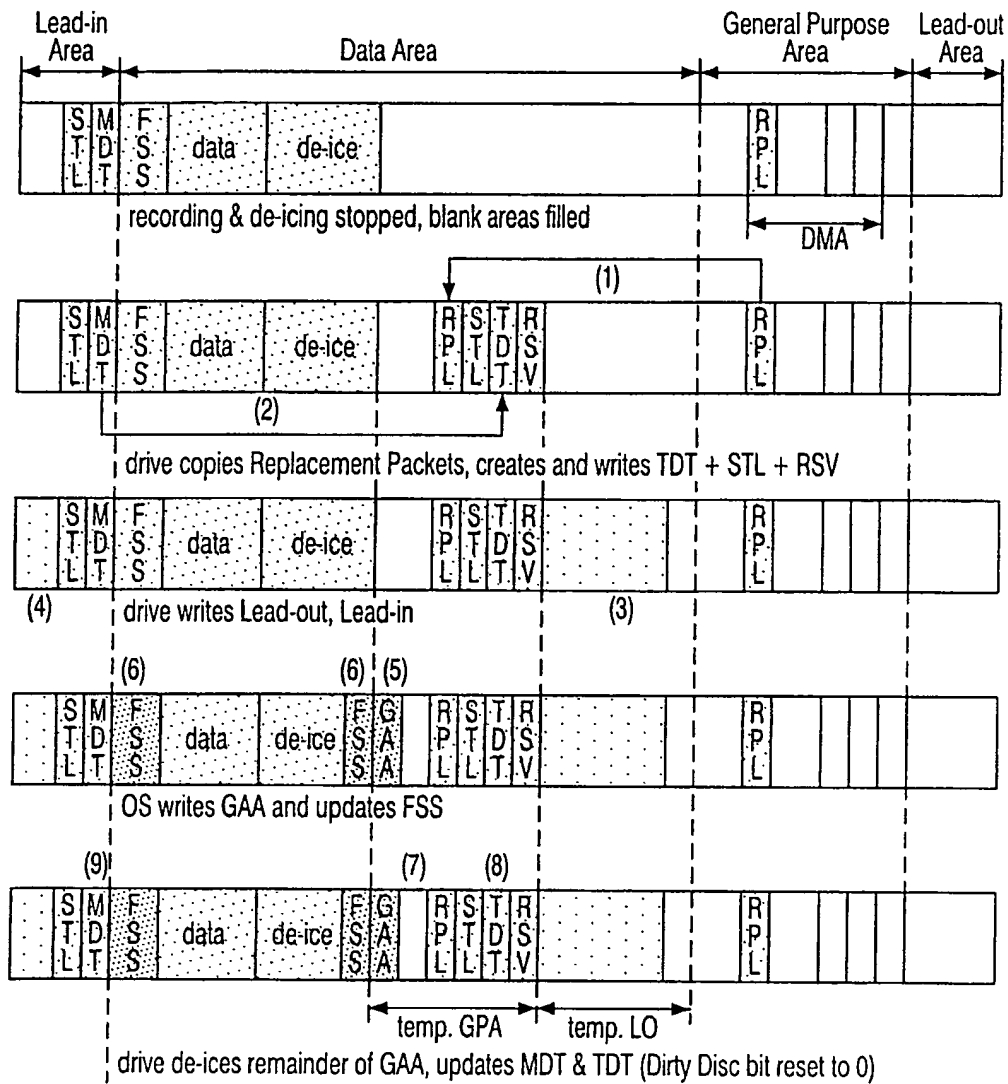 Lead-in Area
Data Area
General Purpose Area
Lead-out Area
STL
MDT
FSS
data
de-ice
RPL
recording & de-icing stopped, blank areas filled
DMA
(1)
STL
MDT
FSS
data
de-ice
RPL
STL
TDT
RSV
RPL
(2)
drive copies Replacement Packets, creates and writes TDT + STL + RSV
STL
MDT
FSS
data
de-ice
RPL
STL
TDT
RSV
RPL
(4)
drive writes Lead-out, Lead-in
(3)
(6)
(6)
(5)
STL
MDT
FSS
data
de-ice
FSS
GAA
RPL
STL
TDT
RSV
RPL
OS writes GAA and updates FSS
(9)
(7)
(8)
STL
MDT
FSS
data
de-ice
FSS
GAA
RPL
STL
TDT
RSV
RPL
temp. GPA
temp. LO
drive de-ices remainder of GAA, updates MDT & TDT (Dirty Disc bit reset to 0)